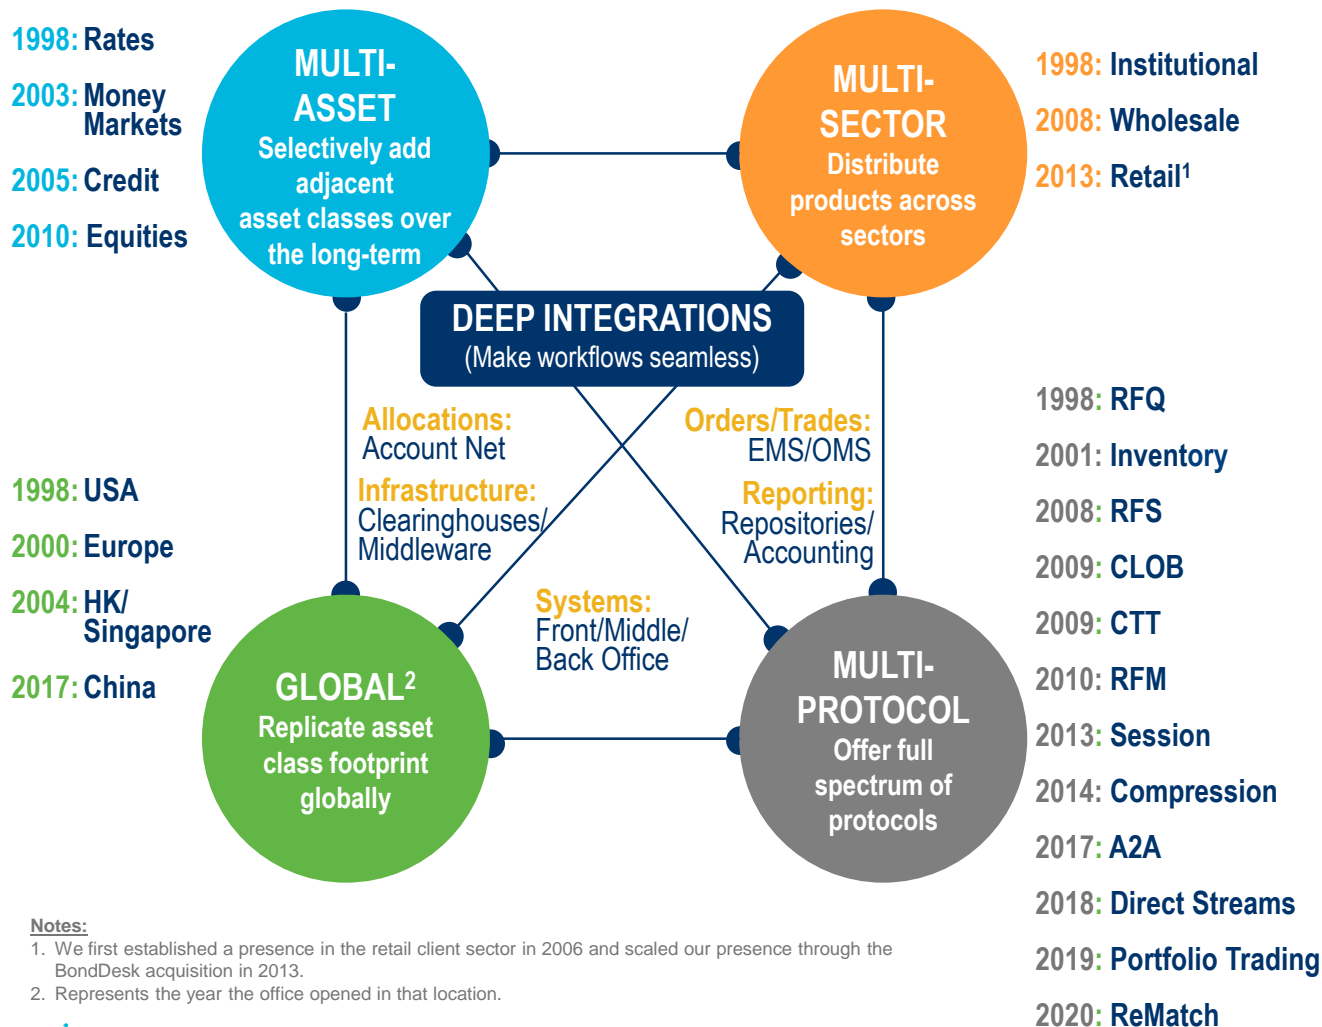 1998: Rates
2003: Money
Markets
2005: Credit
2010: Equities
MULTI-
ASSET
Selectively add
adjacent
asset classes over
the long-term
MULTI-
SECTOR
Distribute
products across
sectors
1998: Institutional
2008: Wholesale
2013: Retail1
DEEP INTEGRATIONS
(Make workflows seamless)
Allocations:
Account Net
Infrastructure:
Clearinghouses/
Middleware
Orders/Trades:
EMS/OMS
Reporting:
Repositories/
Accounting
Systems:
Front/Middle/
Back Office
1998: USA
2000: Europe
2004: HK/
Singapore
2017: China
GLOBAL2
Replicate asset
class footprint
globally
MULTI-
PROTOCOL
Offer full
spectrum of
protocols
1998: RFQ
2001: Inventory
2008: RFS
2009: CLOB
2009: CTT
2010: RFM
2013: Session
2014: Compression
2017: A2A
2018: Direct Streams
2019: Portfolio Trading
2020: ReMatch
Notes:
1. We first established a presence in the retail client sector in 2006 and scaled our presence through the
BondDesk acquisition in 2013.
2. Represents the year the office opened in that location.